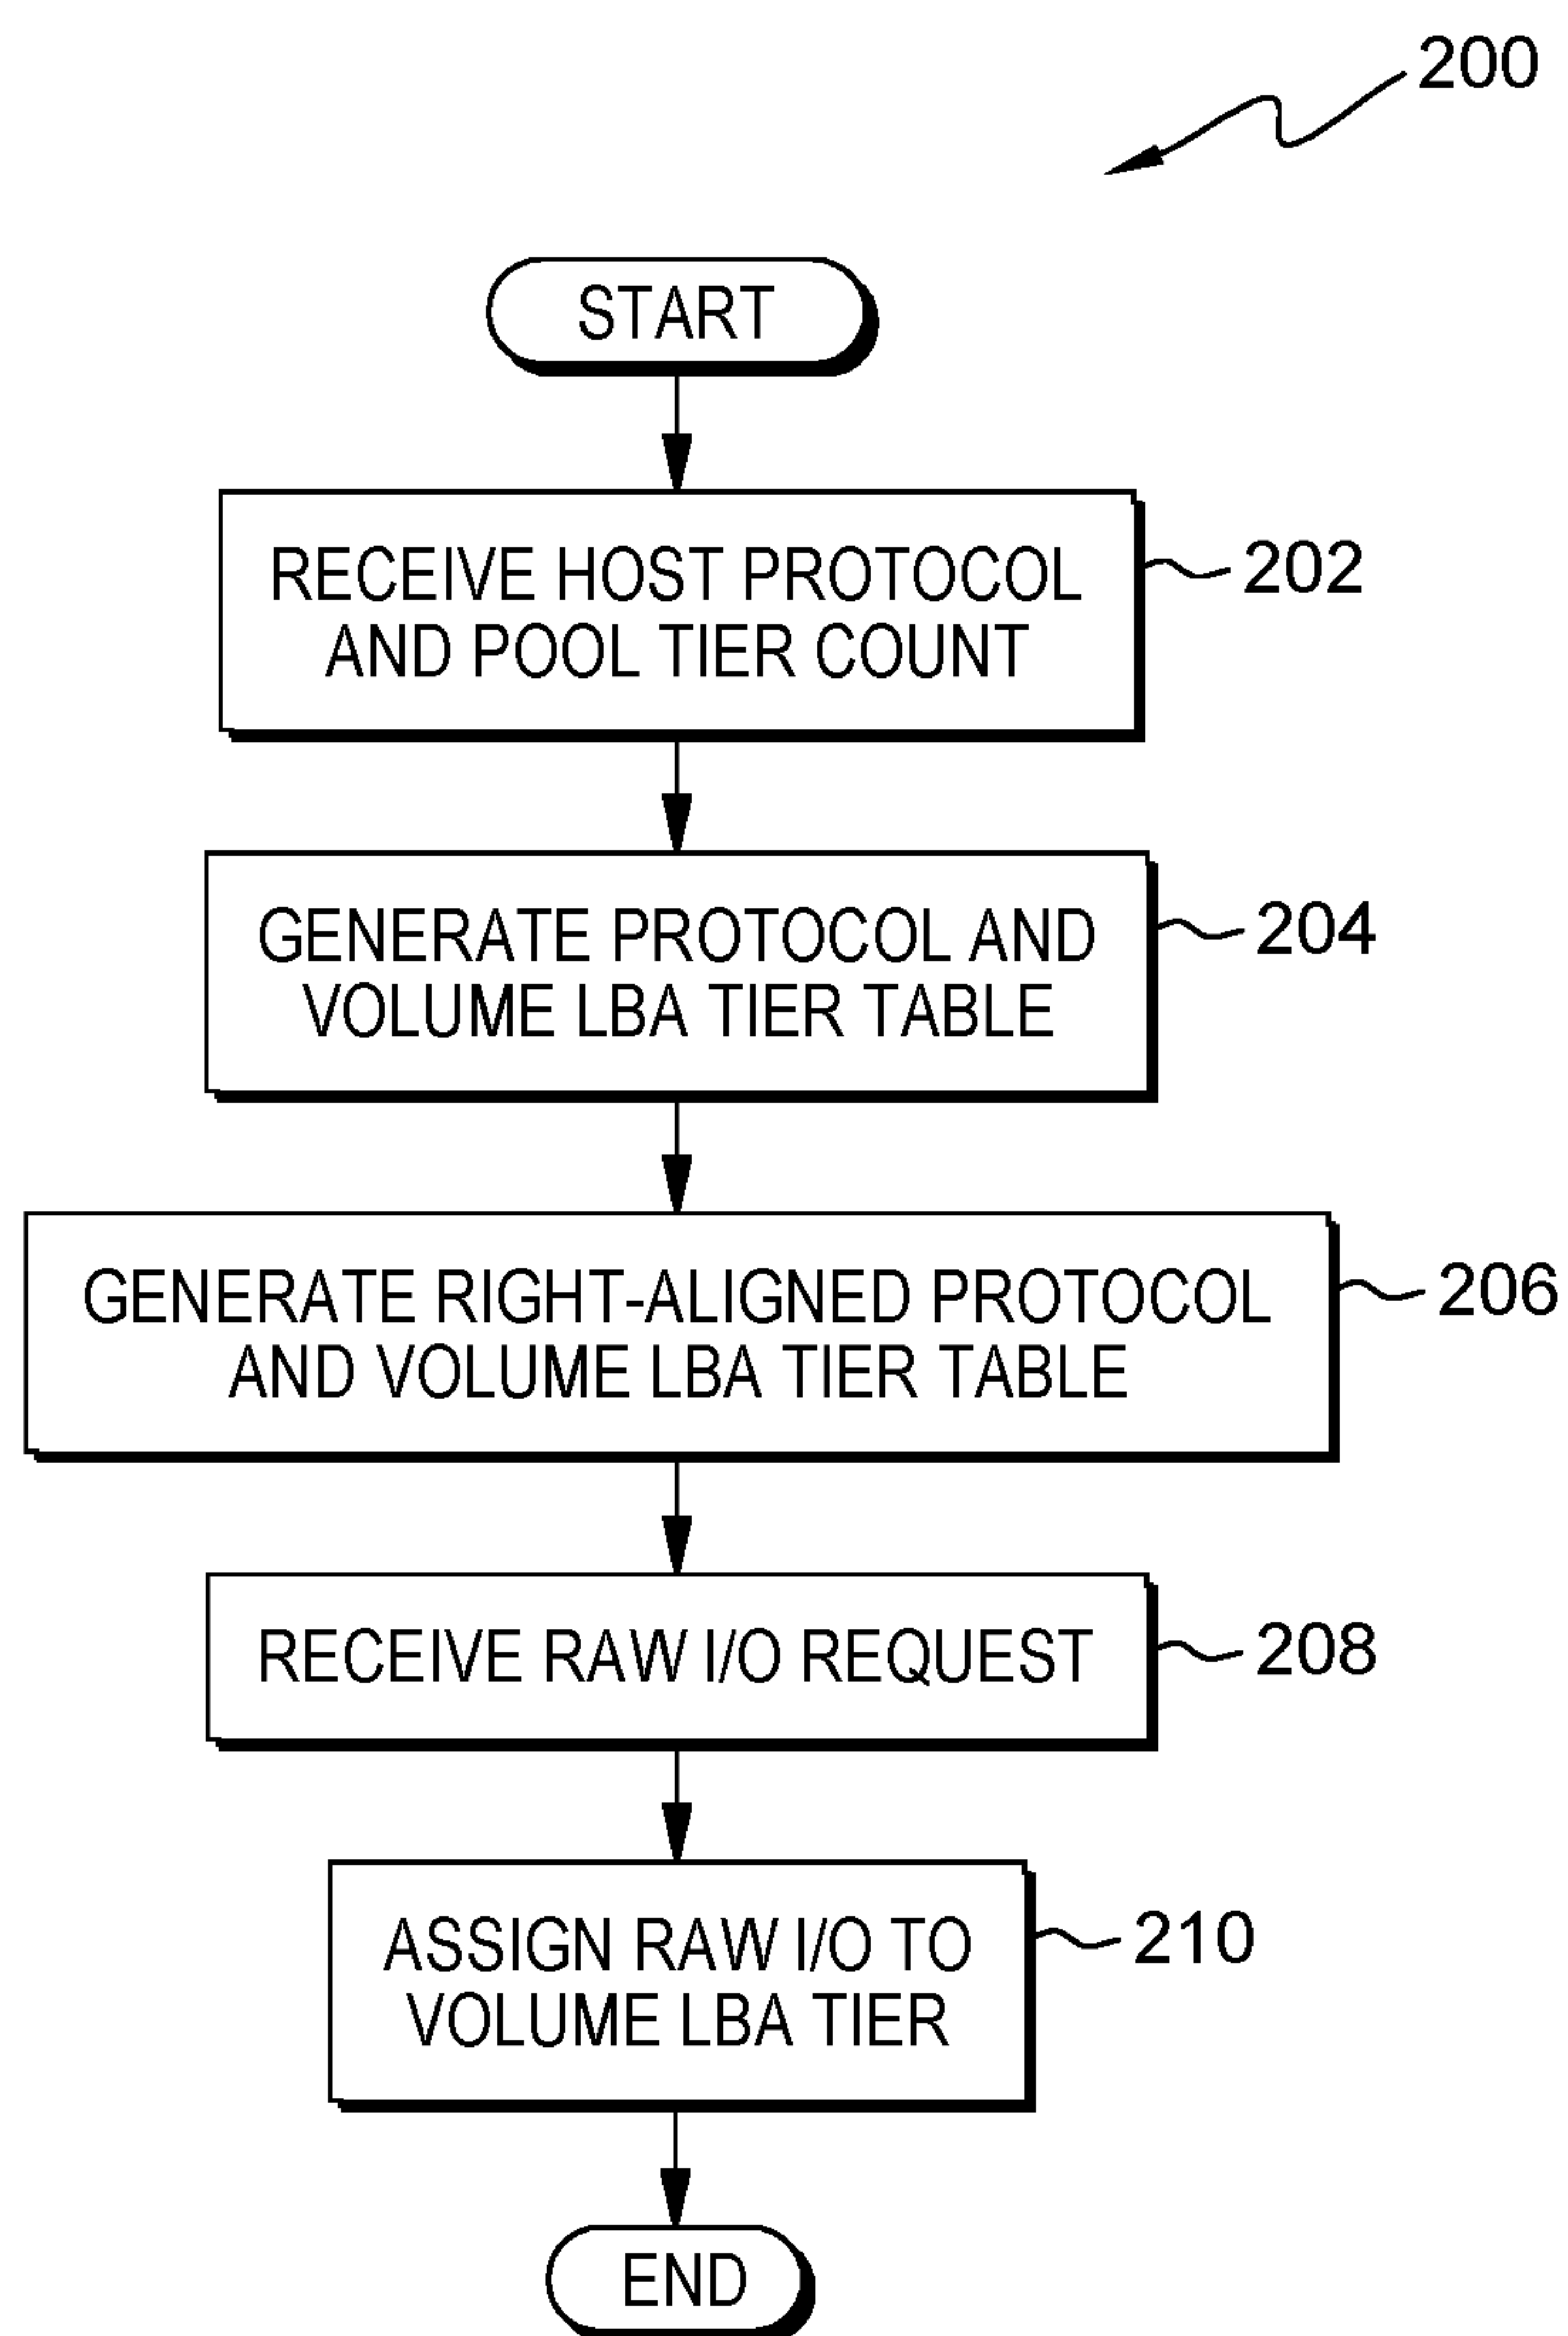 200
START
RECEIVE HOST PROTOCOL
AND POOL TIER COUNT
202
GENERATE PROTOCOL AND
VOLUME LBA TIER TABLE
204
GENERATE RIGHT-ALIGNED PROTOCOL
AND VOLUME LBA TIER TABLE
206
RECEIVE RAW I/O REQUEST
208
ASSIGN RAW I/O TO
VOLUME LBA TIER
210
END